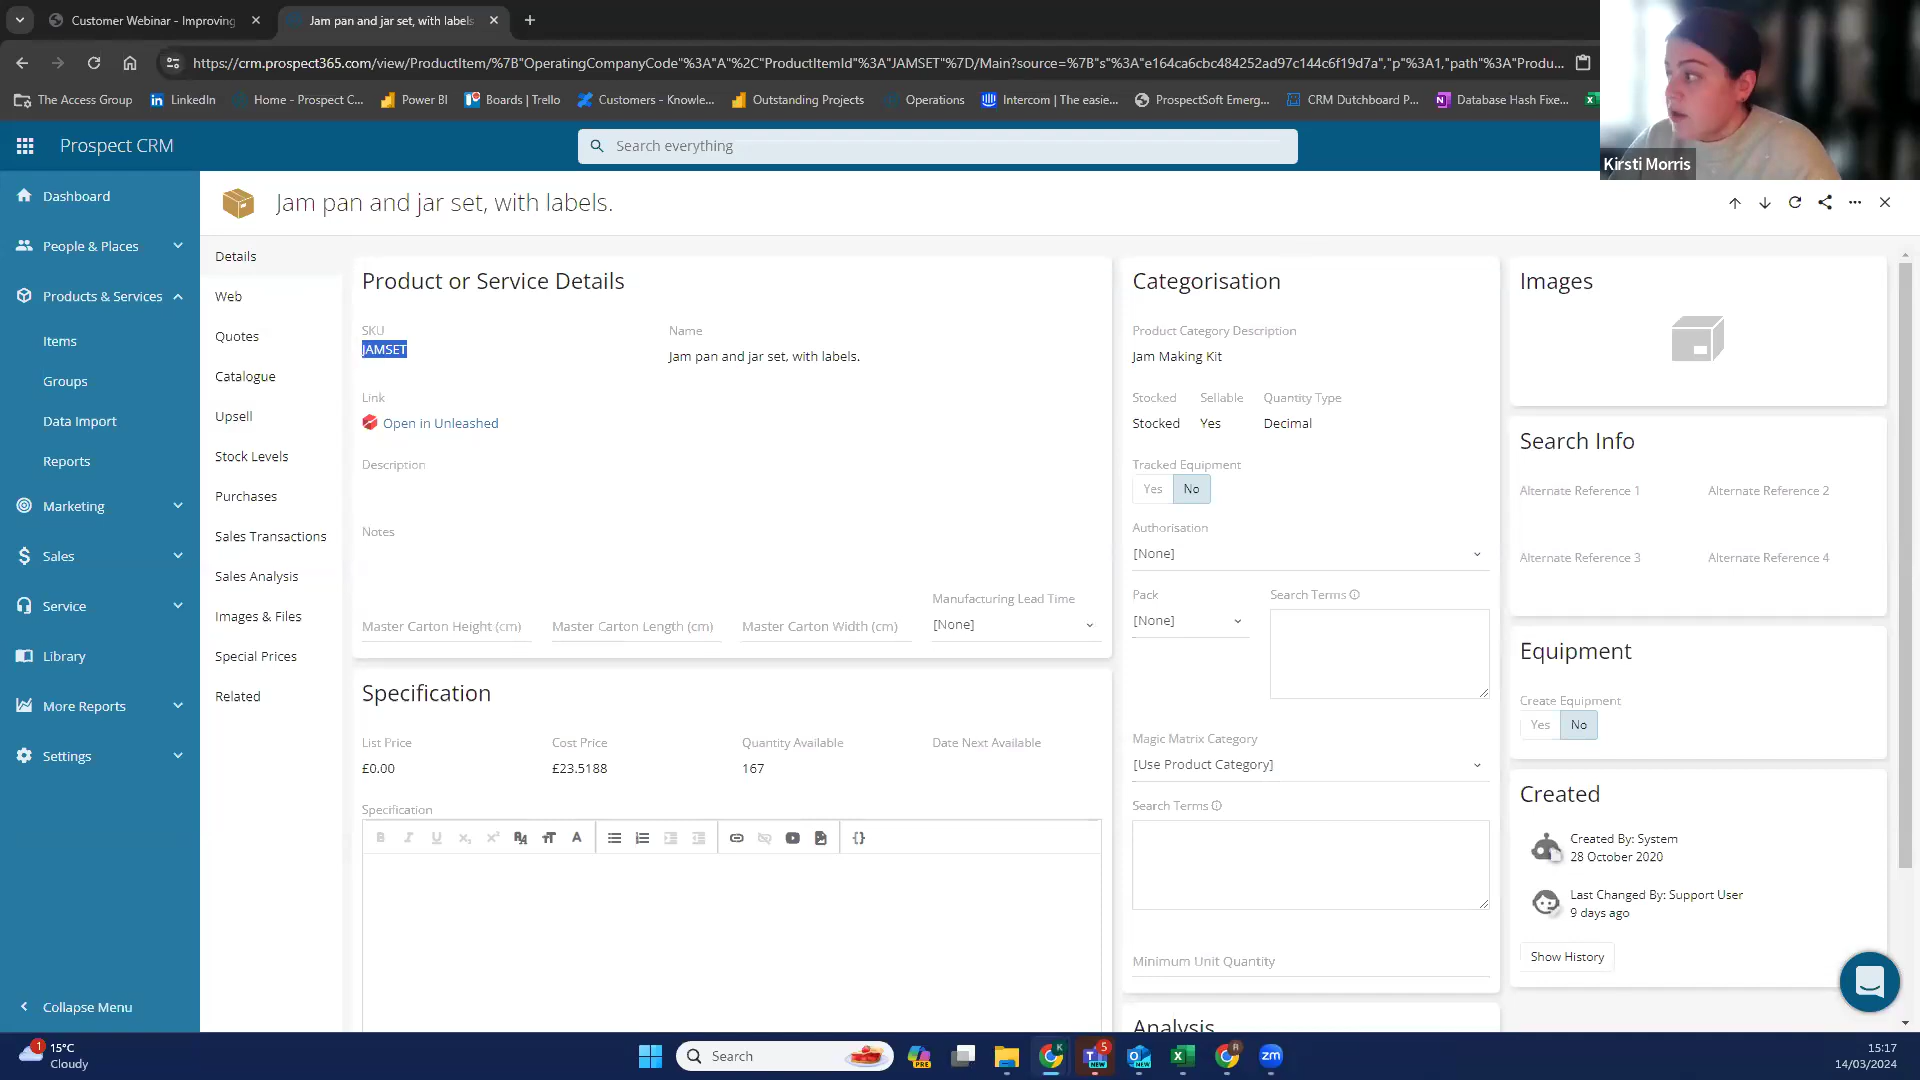 Customer Webinar - Improving
Jam pan and jar set, with labels
https://crm.prospect365.com/view/ProductItem/%7B"OperatingCompanyCode"%3A"A"%2C"ProductItemId"%3A"JAMSET"%7D/Main?source=%7B"s"%3A"e164ca6cbc484252ad97c144c6f19d7a","p"%3A1,"path"%3A"Produ...
The Access Group
LinkedIn
Home - Prospect C...
Power BI
Boards | Trello
Customers - Knowle...
Outstanding Projects
Operations
Intercom | The easie...
ProspectSoft Emerg...
CRM Dutchboard P...
Database Hash Fixe...
Kirsti Morris
Prospect CRM
Search everything
Dashboard
People & Places
Products & Services
Items
Groups
Data Import
Reports
Marketing
Sales
Service
Library
More Reports
Settings
Collapse Menu
Jam pan and jar set, with labels.
Details
Web
Quotes
Catalogue
Upsell
Stock Levels
Purchases
Sales Transactions
Sales Analysis
Images & Files
Special Prices
Related
Product or Service Details
SKU
JAMSET
Name
Jam pan and jar set, with labels.
Link
Open in Unleashed
Description
Notes
Master Carton Height (cm)
Master Carton Length (cm)
Master Carton Width (cm)
Manufacturing Lead Time
[None]
Specification
List Price
£0.00
Cost Price
£23.5188
Quantity Available
167
Date Next Available
Specification
Categorisation
Product Category Description
Jam Making Kit
Stocked
Stocked
Sellable
Yes
Quantity Type
Decimal
Tracked Equipment
Yes
No
Authorisation
[None]
Pack
[None]
Search Terms
Magic Matrix Category
[Use Product Category]
Search Terms
Minimum Unit Quantity
Analysis
Images
Search Info
Alternate Reference 1
Alternate Reference 2
Alternate Reference 3
Alternate Reference 4
Equipment
Create Equipment
Yes
No
Created
Created By: System
28 October 2020
Last Changed By: Support User
9 days ago
Show History
1
15°C
Cloudy
Search
PRE
K
5
NEW
NEW
R
zm
15:17
14/03/2024